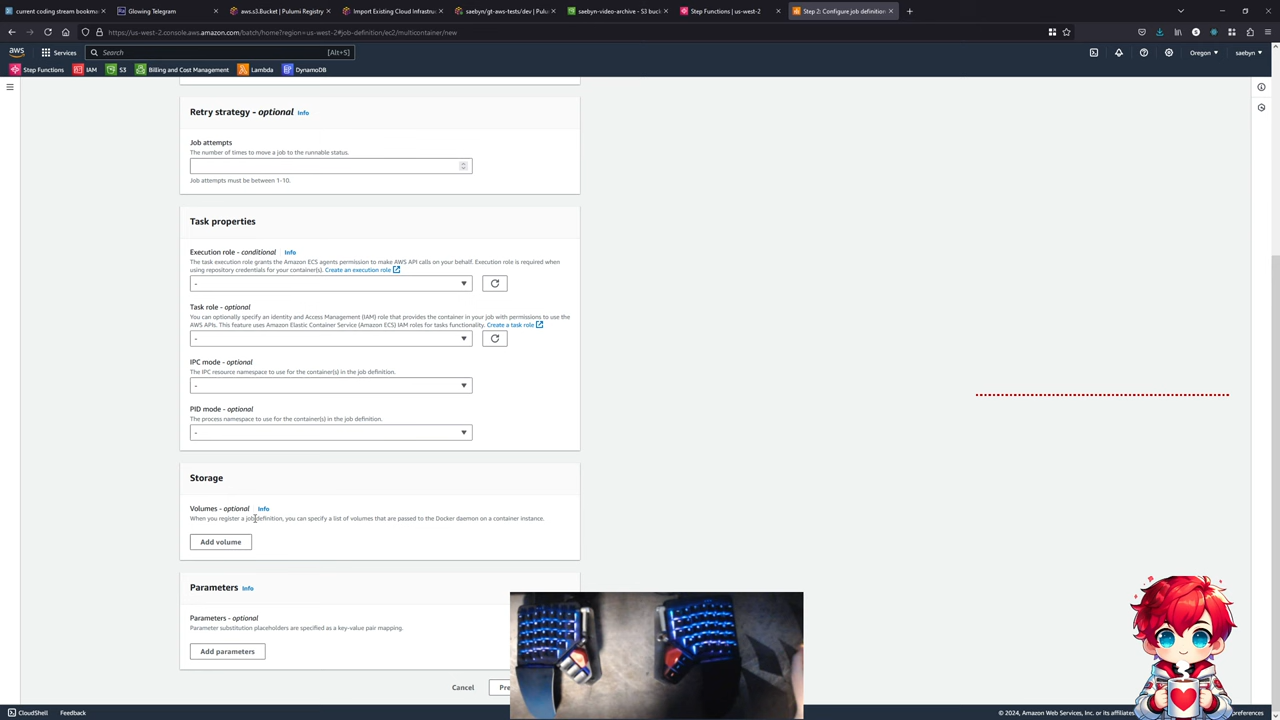 current coding stream bookmar
Glowing Telegram
aws.s3.Bucket | Pulumi Registry
Import Existing Cloud Infrastruc
saebyn/gt-aws-tests/dev | Pulu
saebyn-video-archive - S3 buc
Step Functions | us-west-2
Step 2: Configure job definition
https://us-west-2.console.aws.amazon.com/batch/home?region=us-west-2#job-definition/ec2/multicontainer/new
aws
Services
Search
[Alt+S]
Oregon
saebyn
Step Functions
IAM
S3
Billing and Cost Management
Lambda
DynamoDB
Retry strategy - optional Info
Job attempts
The number of times to move a job to the runnable status.
Job attempts must be between 1-10.
Task properties
Execution role - conditional Info
The task execution role grants the Amazon ECS agents permission to make AWS API calls on your behalf. Execution role is required when
using repository credentials for your container(s). Create an execution role
-
Task role - optional
You can optionally specify an identity and Access Management (IAM) role that provides the container in your job with permissions to use the
AWS APIs. This feature uses Amazon Elastic Container Service (Amazon ECS) IAM roles for tasks functionality. Create a task role
-
IPC mode - optional
The IPC resource namespace to use for the container(s) in the job definition.
-
PID mode - optional
The process namespace to use for the container(s) in the job definition.
-
Storage
Volumes - optional Info
When you register a job definition, you can specify a list of volumes that are passed to the Docker daemon on a container instance.
Add volume
Parameters Info
Parameters - optional
Parameter substitution placeholders are specified as a key-value pair mapping.
Add parameters
Cancel
Pre
CloudShell
Feedback
© 2024, Amazon Web Services, Inc. or its affiliates
preferences